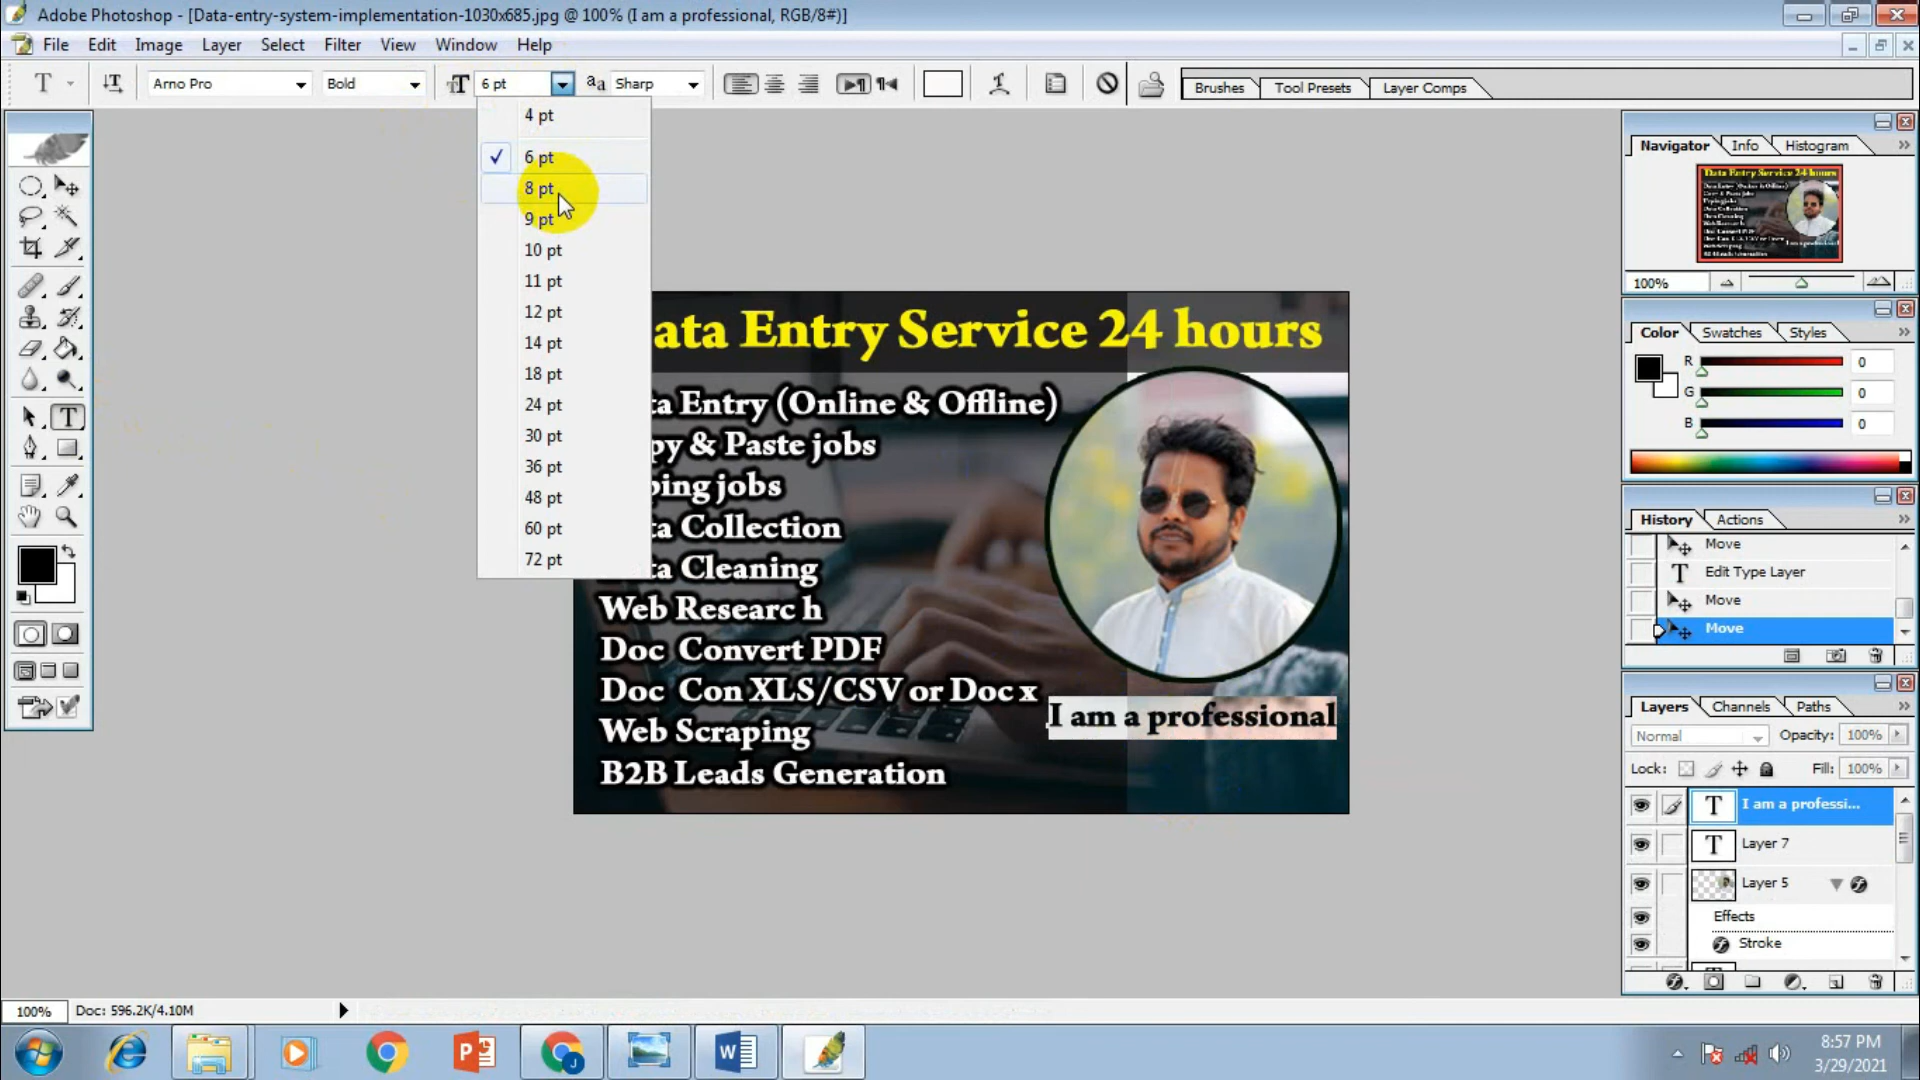 Adobe Photoshop - [Data-entry-system-implementation-1030x685.jpg @ 100% (I am a professional, RGB/8#)]
File Edit Image Layer Select Filter View Window Help
T Arno Pro Bold T 6 pt aa Sharp Brushes Tool Presets Layer Comps
4 pt
6 pt
8 pt
9 pt
10 pt
11 pt
12 pt
14 pt
18 pt
24 pt
30 pt
36 pt
48 pt
60 pt
72 pt
ata Entry Service 24 hours
ta Entry (Online & Offline)
py & Paste jobs
ping jobs
ta Collection
ta Cleaning
Web Researc h
Doc Convert PDF
Doc Con XLS/CSV or Doc x
Web Scraping
B2B Leads Generation
I am a professional
Navigator Info Histogram
Data Entry Service 24 hours
100%
Color Swatches Styles
R 0
G 0
B 0
History Actions
Move
Edit Type Layer
Move
Move
Layers Channels Paths
Normal Opacity: 100%
Lock: Fill: 100%
I am a professi...
Layer 7
Layer 5
Effects
Stroke
100% Doc: 596.2K/4.10M
8:57 PM
3/29/2021